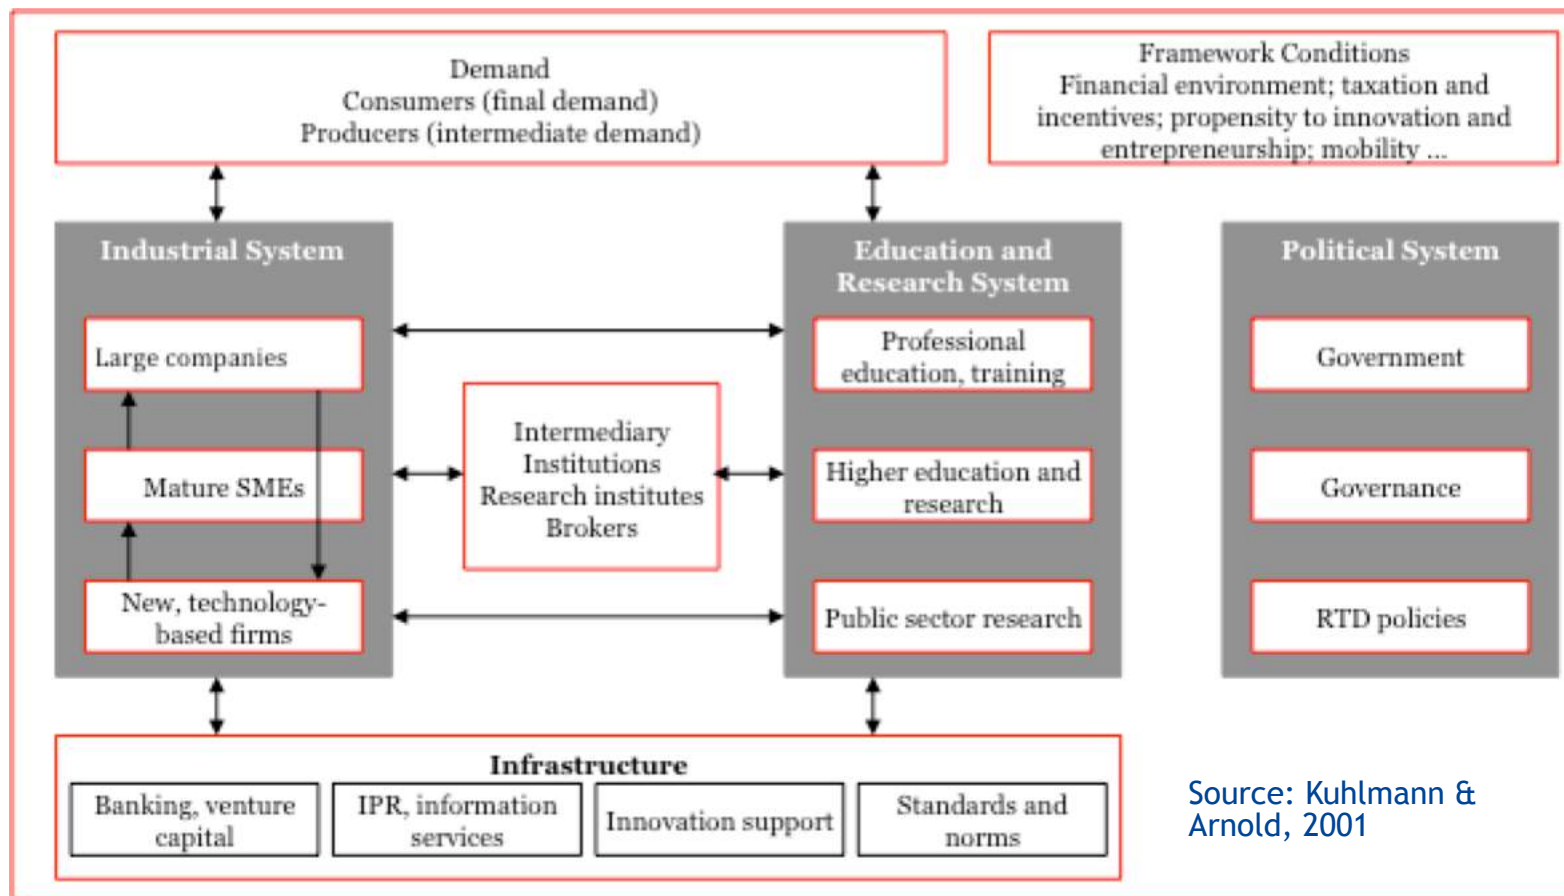 Demand
Consumers (final demand)
Producers (intermediate demand)
Framework Conditions
Financial environment; taxation and
incentives; propensity to innovation and
entrepreneurship; mobility ...
Industrial System
Large companies
Mature SMEs
New, technology-
based firms
Intermediary
Institutions
Research institutes
Brokers
Education and
Research System
Professional
education, training
Higher education and
research
Public sector research
Political System
Government
Governance
RTD policies
Infrastructure
Banking, venture
capital
IPR, information
services
Innovation support
Standards and
norms
Source: Kuhlmann &
Arnold, 2001